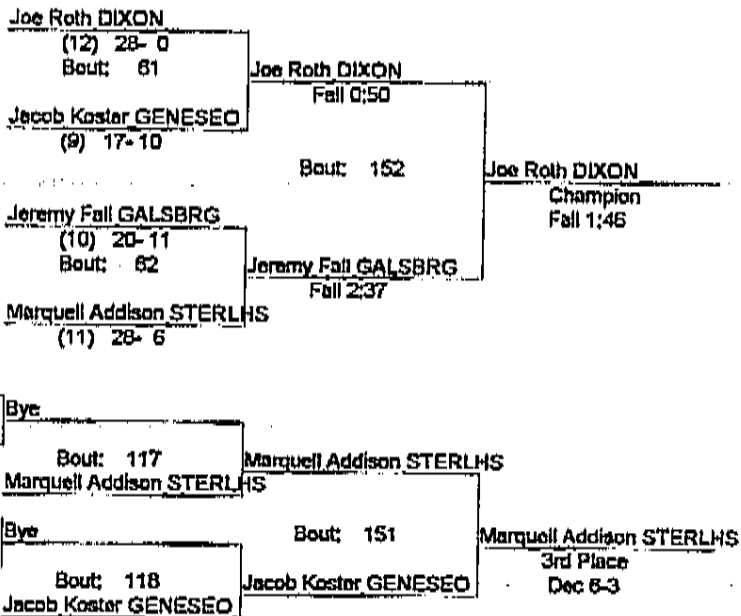 Joe Roth DIXON
(12) 28- 0
Bout: 61
Joe Roth DIXON
Fall 0:50
Jacob Koster GENESEO
(9) 17-10
Bout: 152
Joe Roth DIXON
Champion
Fall 1:46
Jeremy Fall GALSBRG
(10) 20-11
Bout: 62
Jeremy Fall GALSBRG
Fall 2:37
Marquell Addison STERLHS
(11) 28- 6
Bye
Bout: 117
Marquell Addison STERLHS
Marquell Addison STERLHS
Bye
Bout: 151
Marquell Addison STERLHS
3rd Place
Dec 6-3
Bout: 118
Jacob Koster GENESEO
Jacob Koster GENESEO